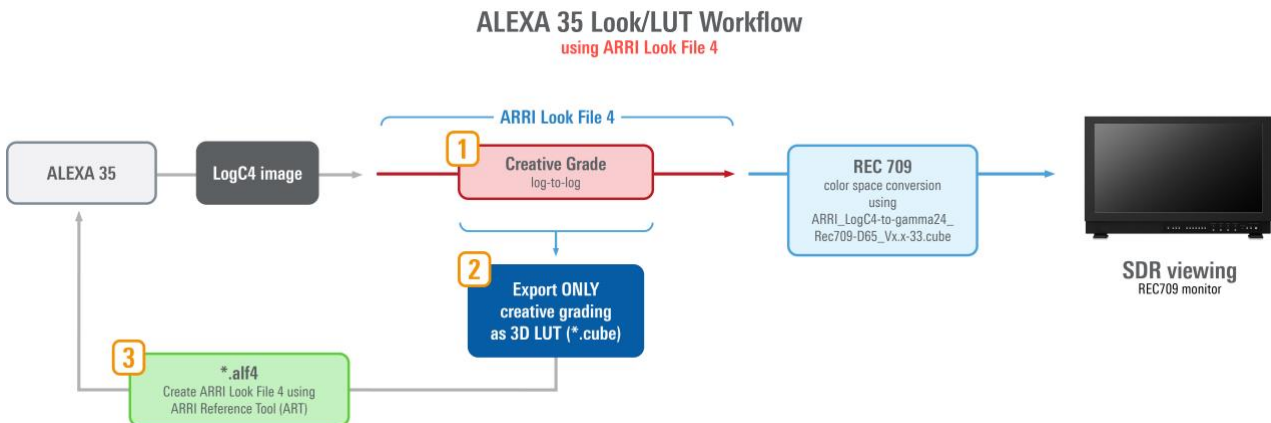 ALEXA 35 Look/LUT Workflow
using ARRI Look File 4
ARRI Look File 4
ALEXA 35
LogC4 image
1
Creative Grade
log-to-log
REC 709
color space conversion
using
ARRI_LogC4-to-gamma24_
Rec709-D65_Vx.x-33.cube
SDR viewing
REC709 monitor
2
Export ONLY
creative grading
as 3D LUT (*.cube)
3
*.alf4
Create ARRI Look File 4 using
ARRI Reference Tool (ART)